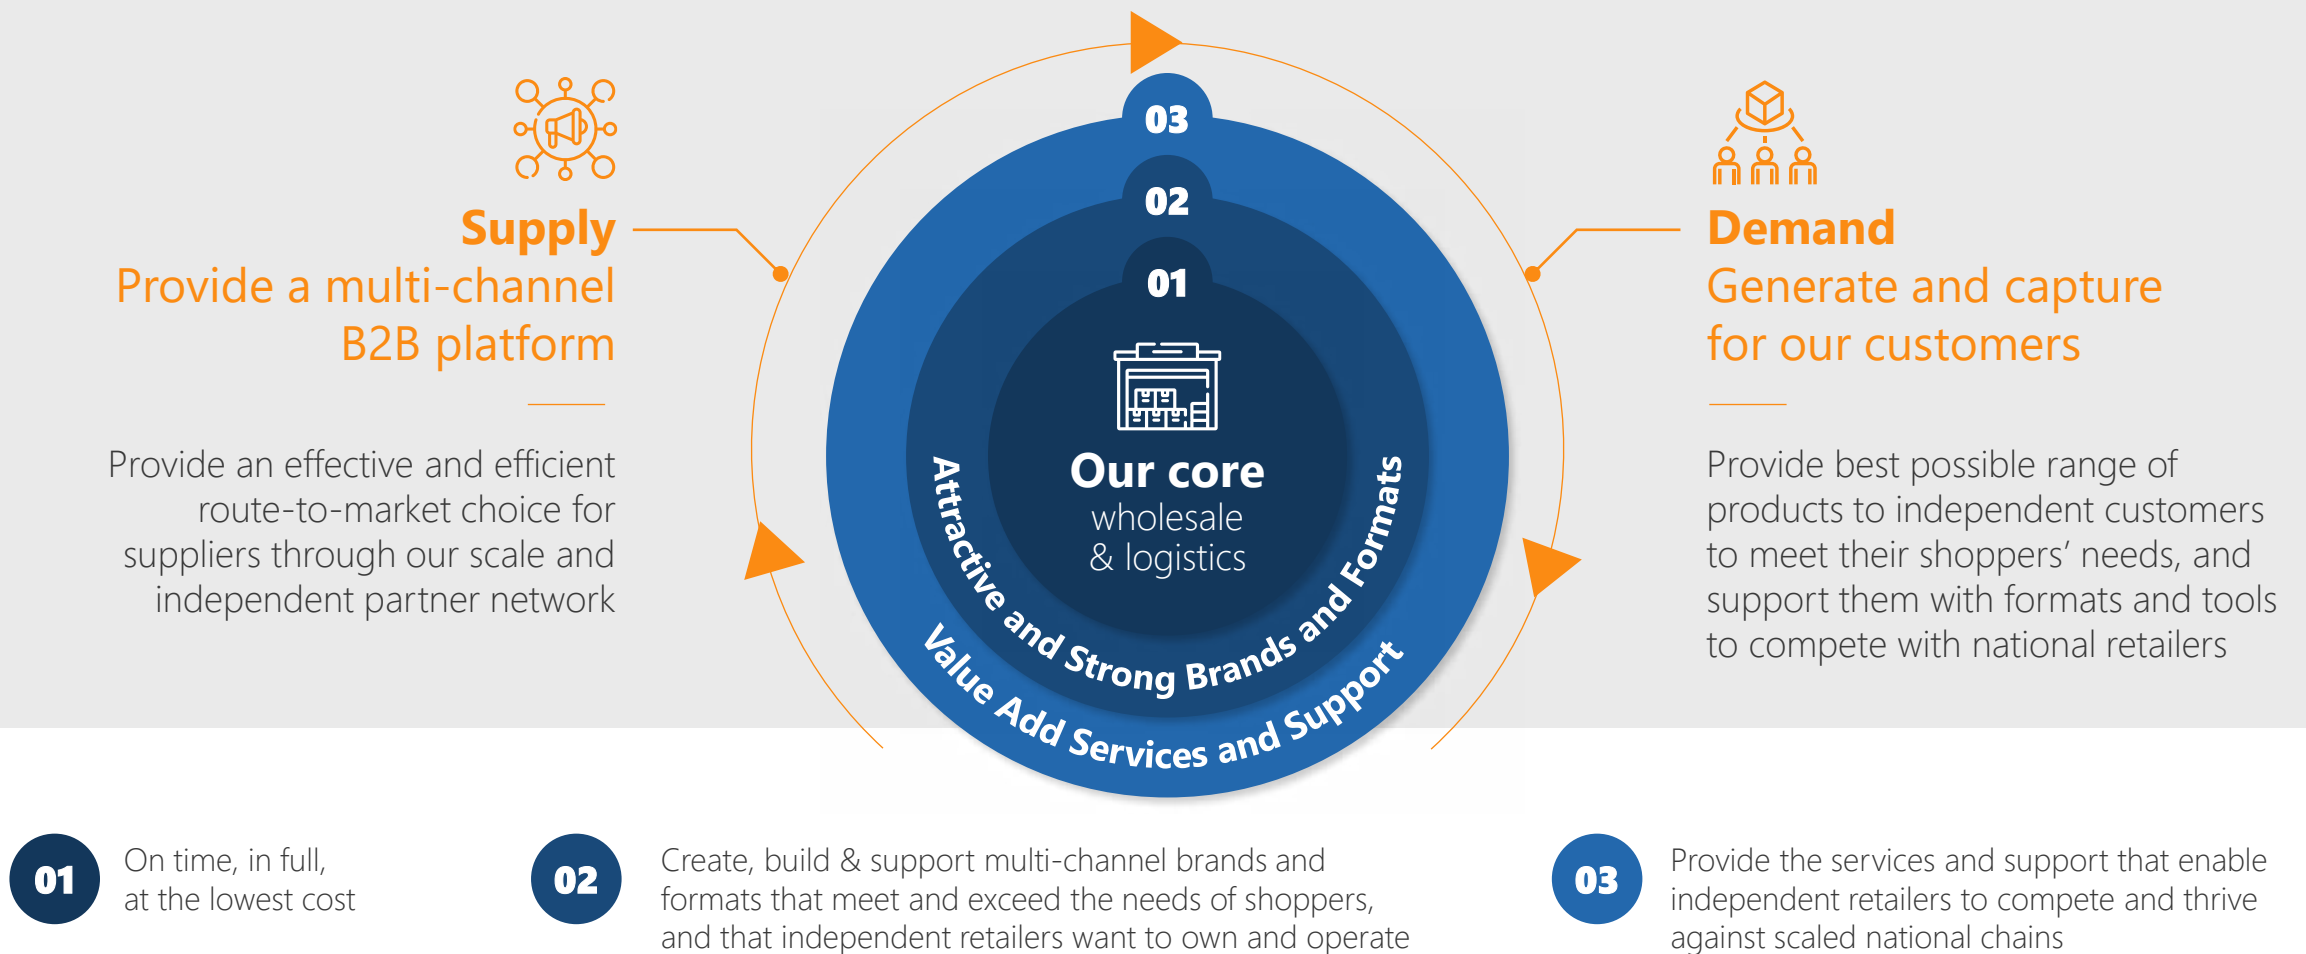 Supply
Provide a multi-channel
B2B platform
Provide an effective and efficient
route-to-market choice for
suppliers through our scale and
independent partner network
03
02
01
Our core
wholesale
& logistics
Attractive and Strong Brands and Formats
Value Add Services and Support
Demand
Generate and capture
for our customers
Provide best possible range of
products to independent customers
to meet their shoppers’ needs, and
support them with formats and tools
to compete with national retailers
01
On time, in full,
at the lowest cost
02
Create, build & support multi-channel brands and
formats that meet and exceed the needs of shoppers,
and that independent retailers want to own and operate
03
Provide the services and support that enable
independent retailers to compete and thrive
against scaled national chains